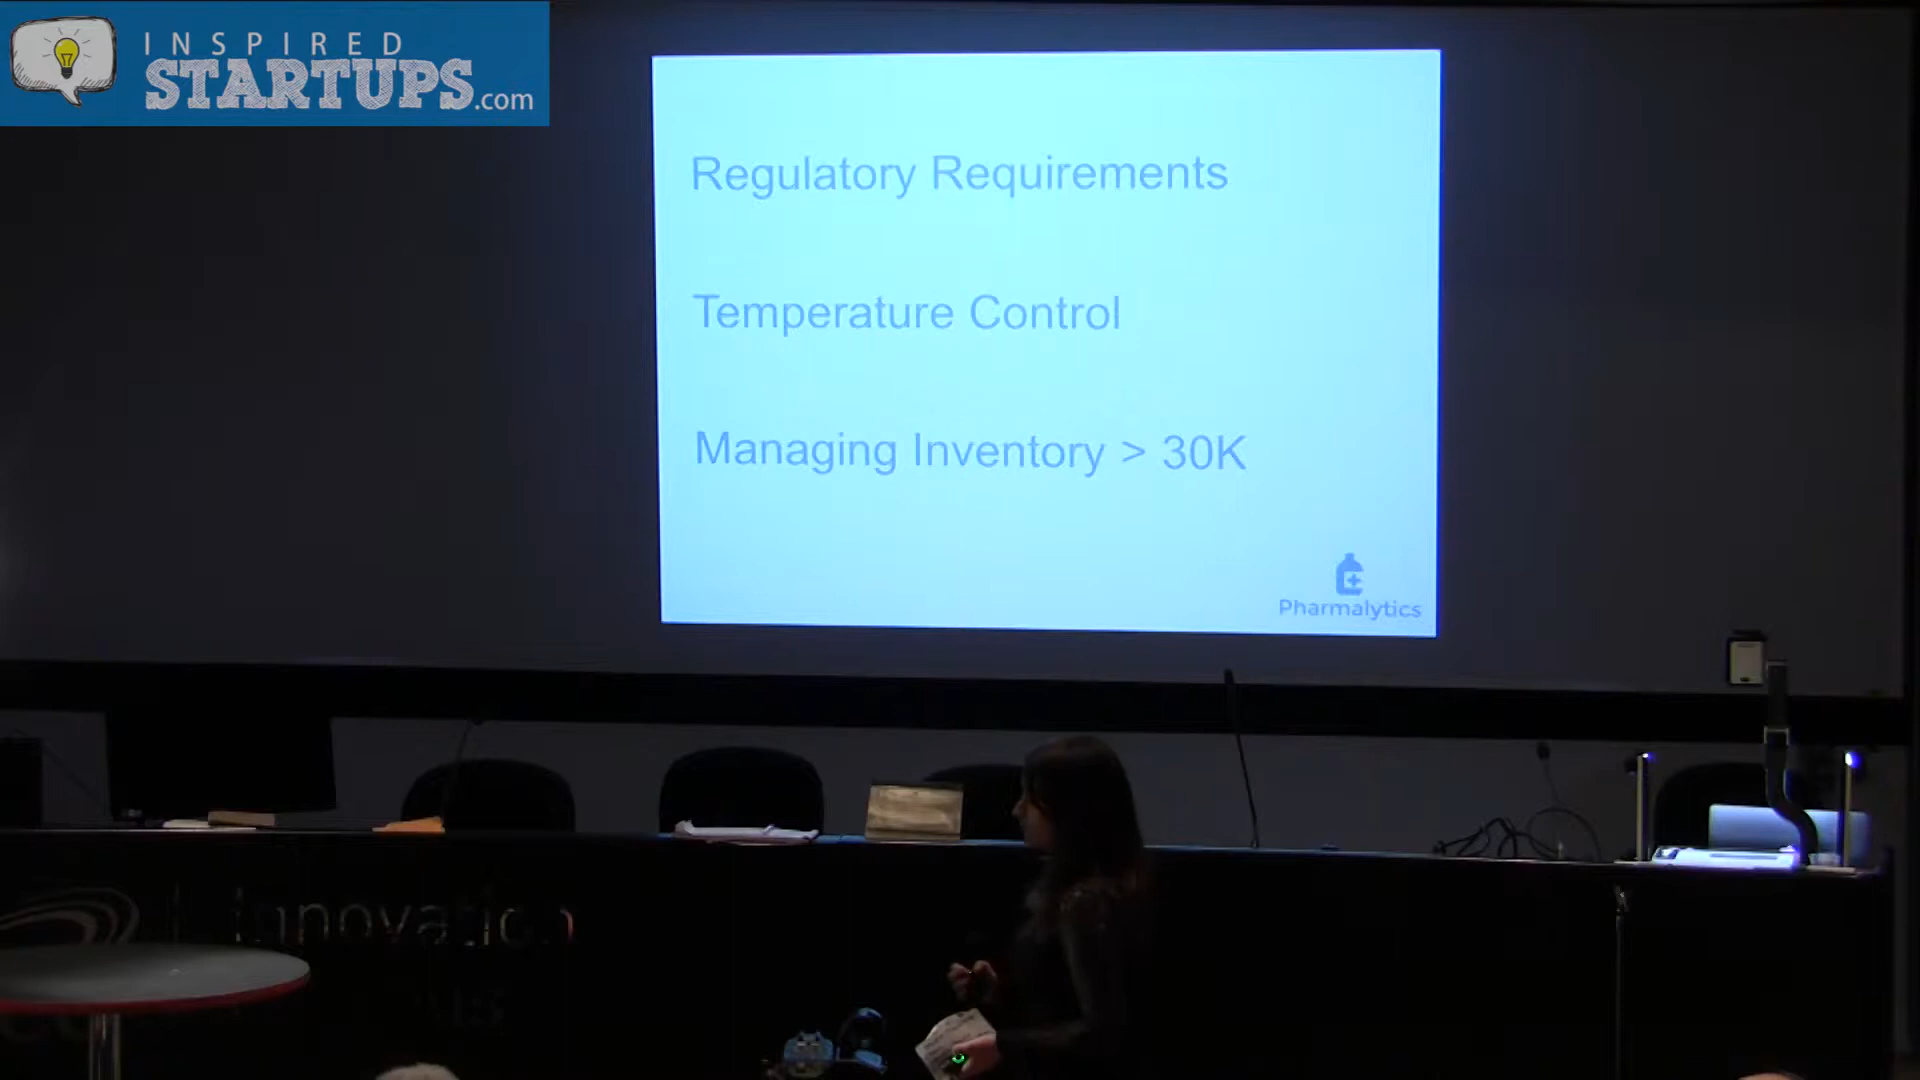 INSPIRED
STARTUPS.com
Regulatory Requirements
Temperature Control
Managing Inventory > 30K
Pharmalytics
innovation